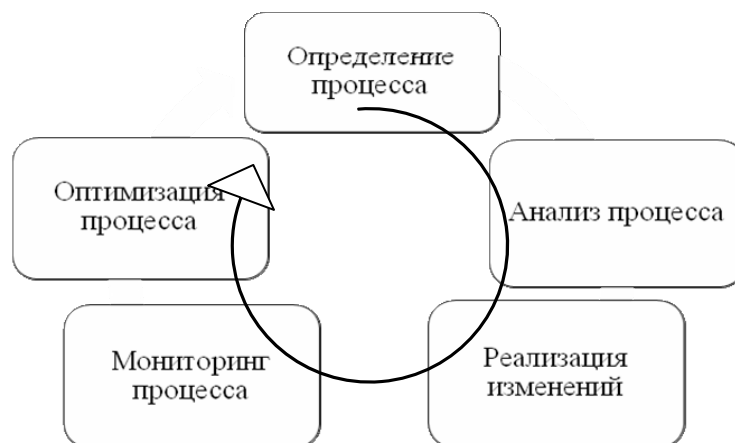 Определение
процесса
Анализ процесса
Реализация
изменений
Мониторинг
процесса
Оптимизация
процесса